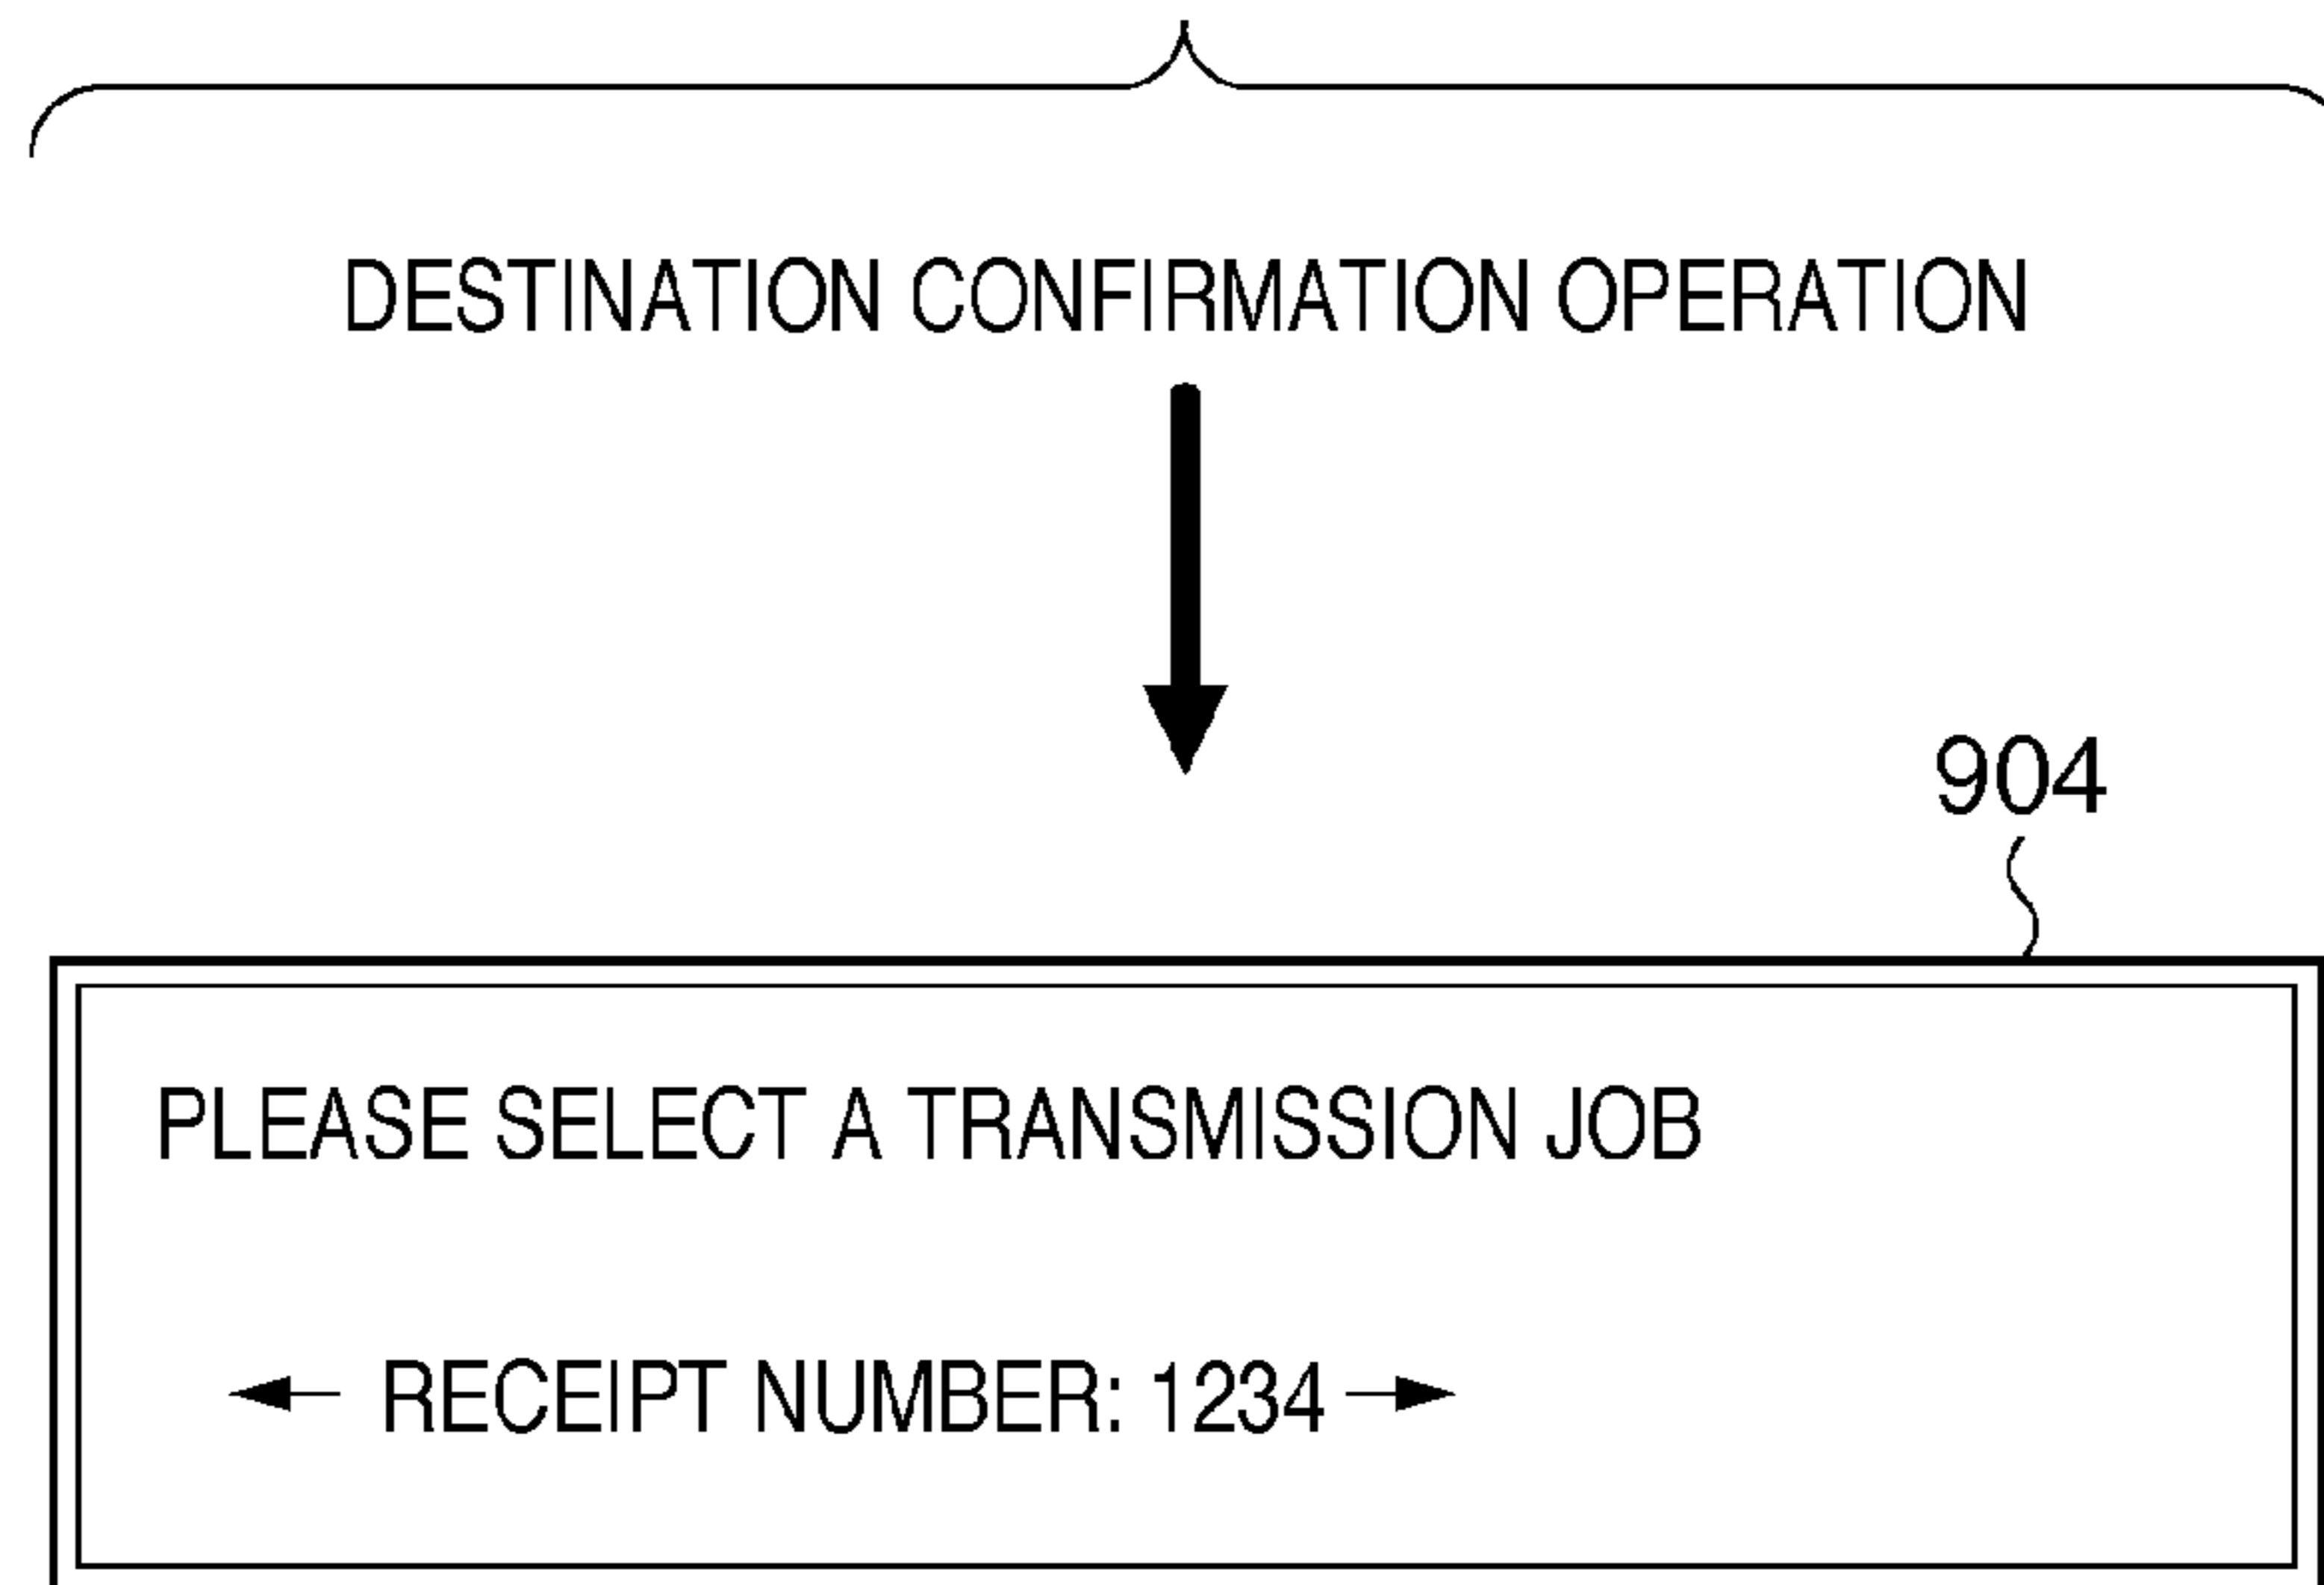 DESTINATION CONFIRMATION OPERATION
904
PLEASE SELECT A TRANSMISSION JOB
← RECEIPT NUMBER: 1234 →